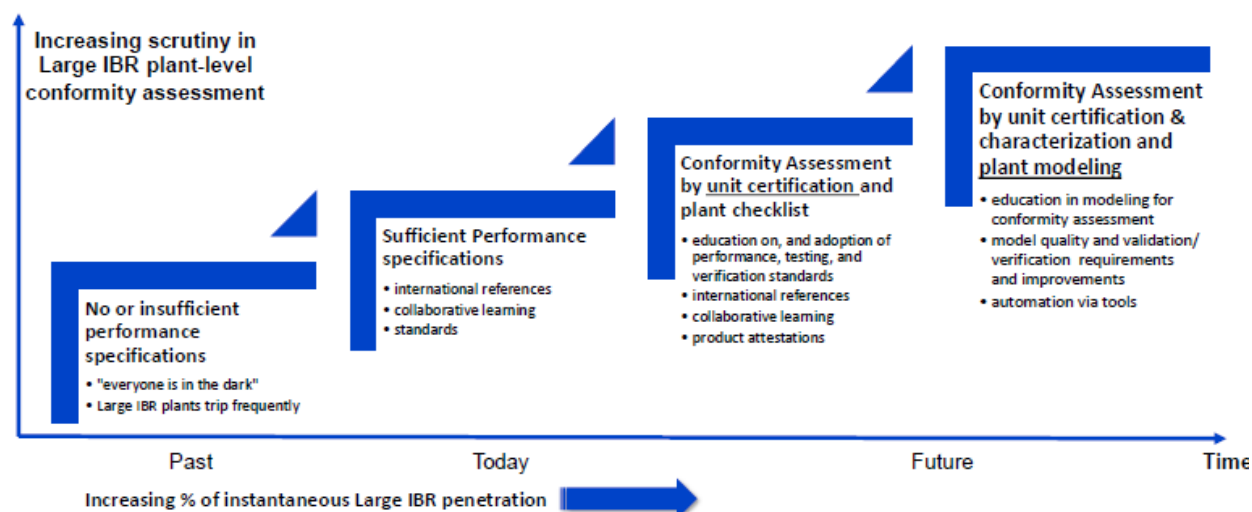 Increasing scrutiny in
Large IBR plant-level
conformity assessment
No or insufficient
performance
specifications
• "everyone is in the dark"
• Large IBR plants trip frequently
Sufficient Performance
specifications
• international references
• collaborative learning
• standards
Conformity Assessment
by unit certification and
plant checklist
• education on, and adoption of
performance, testing, and
verification standards
• international references
• collaborative learning
• product attestations
Conformity Assessment
by unit certification &
characterization and
plant modeling
• education in modeling for
conformity assessment
• model quality and validation/
verification requirements
and improvements
• automation via tools
Past
Today
Future
Time
Increasing % of instantaneous Large IBR penetration